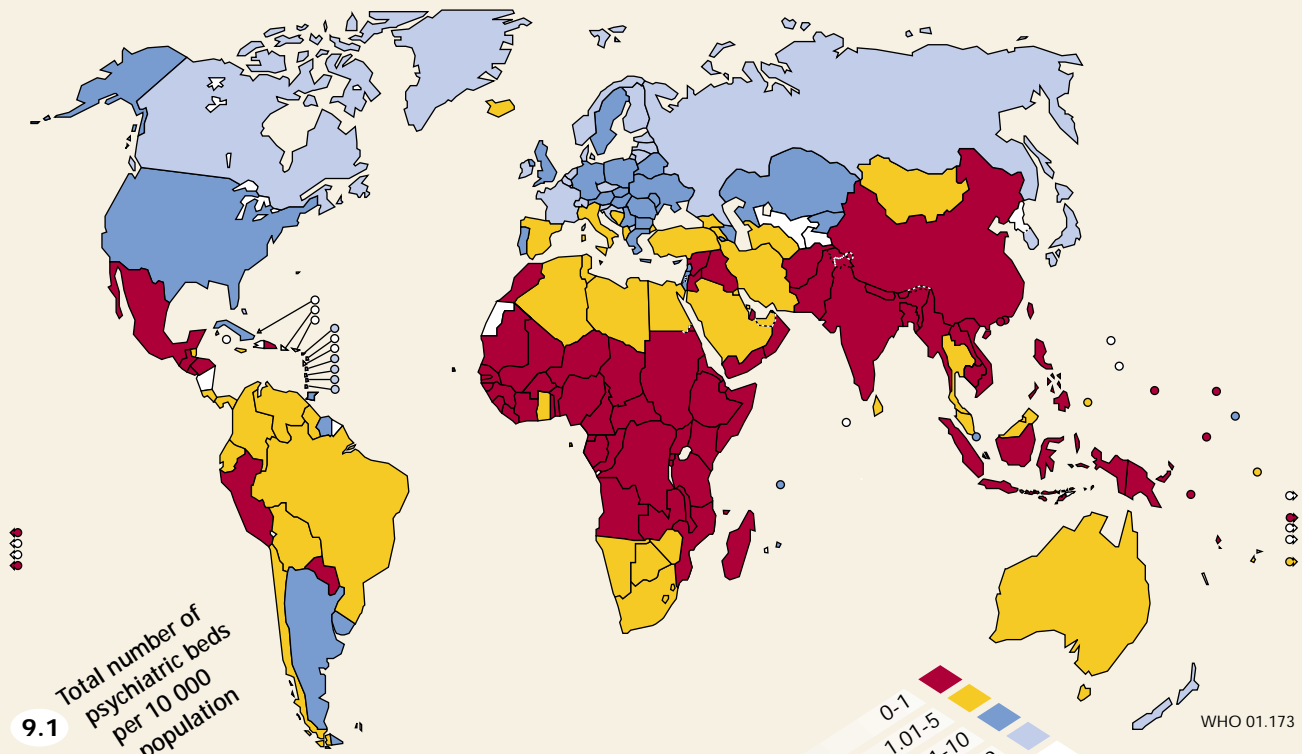 Total number of
psychiatric beds
per 10 000
population
9.1
0-1
1.01-5
WHO 01.173